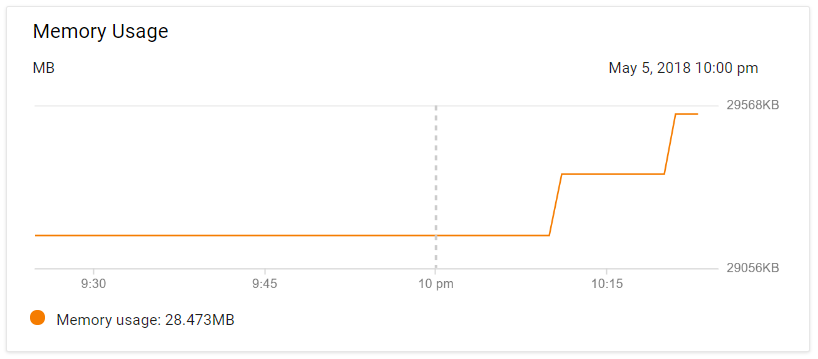 Memory Usage
MB May 5, 2018 10:00 pm
29568KB
29056KB
9:30 9:45 10 pm 10:15
Memory usage: 28.473MB